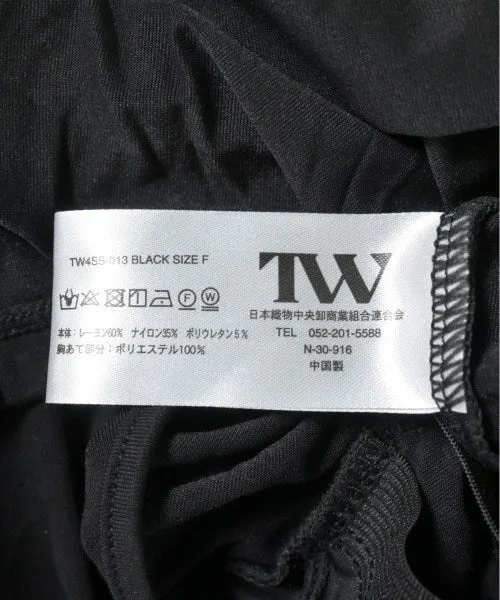 TW4SS-013 BLACK SIZE F
本体：レーヨン60% ナイロン35% ポリウレタン5%
胸あて部分：ポリエステル100%
TW
日本織物中央卸商業組合連合会
TEL 052-201-5588
N-30-916
中国製